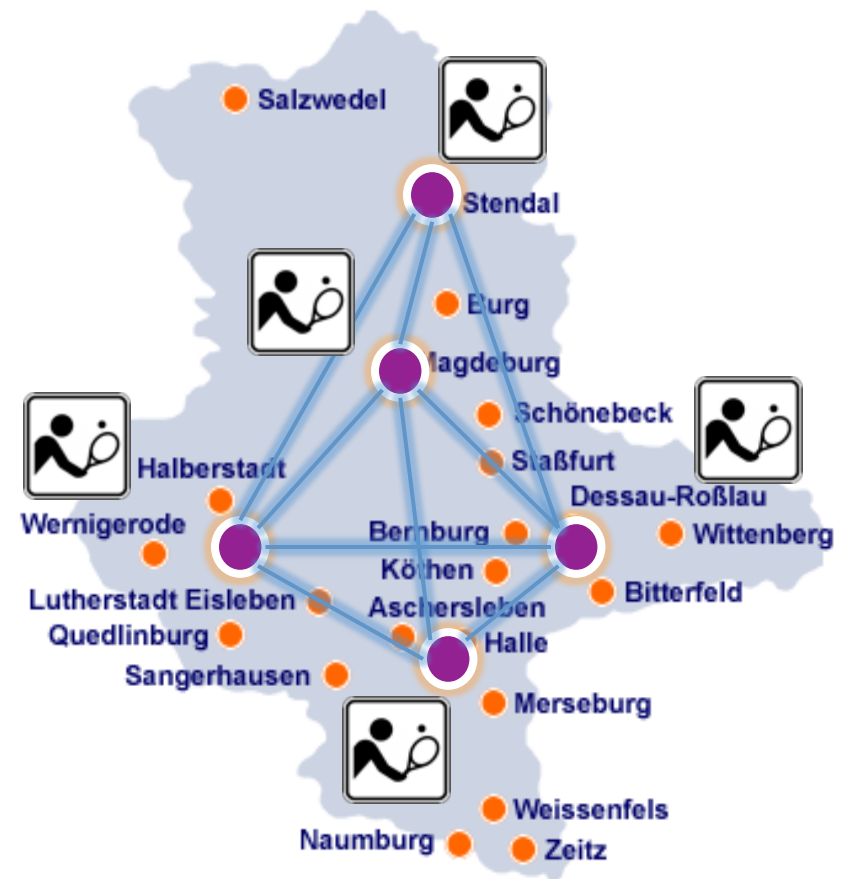 Salzwedel
Stendal
Burg
Magdeburg
Schönebeck
Halberstadt
Staßfurt
Dessau-Roßlau
Wernigerode
Bernburg
Wittenberg
Köthen
Bitterfeld
Lutherstadt Eisleben
Aschersleben
Quedlinburg
Halle
Sangerhausen
Merseburg
Weissenfels
Naumburg
Zeitz